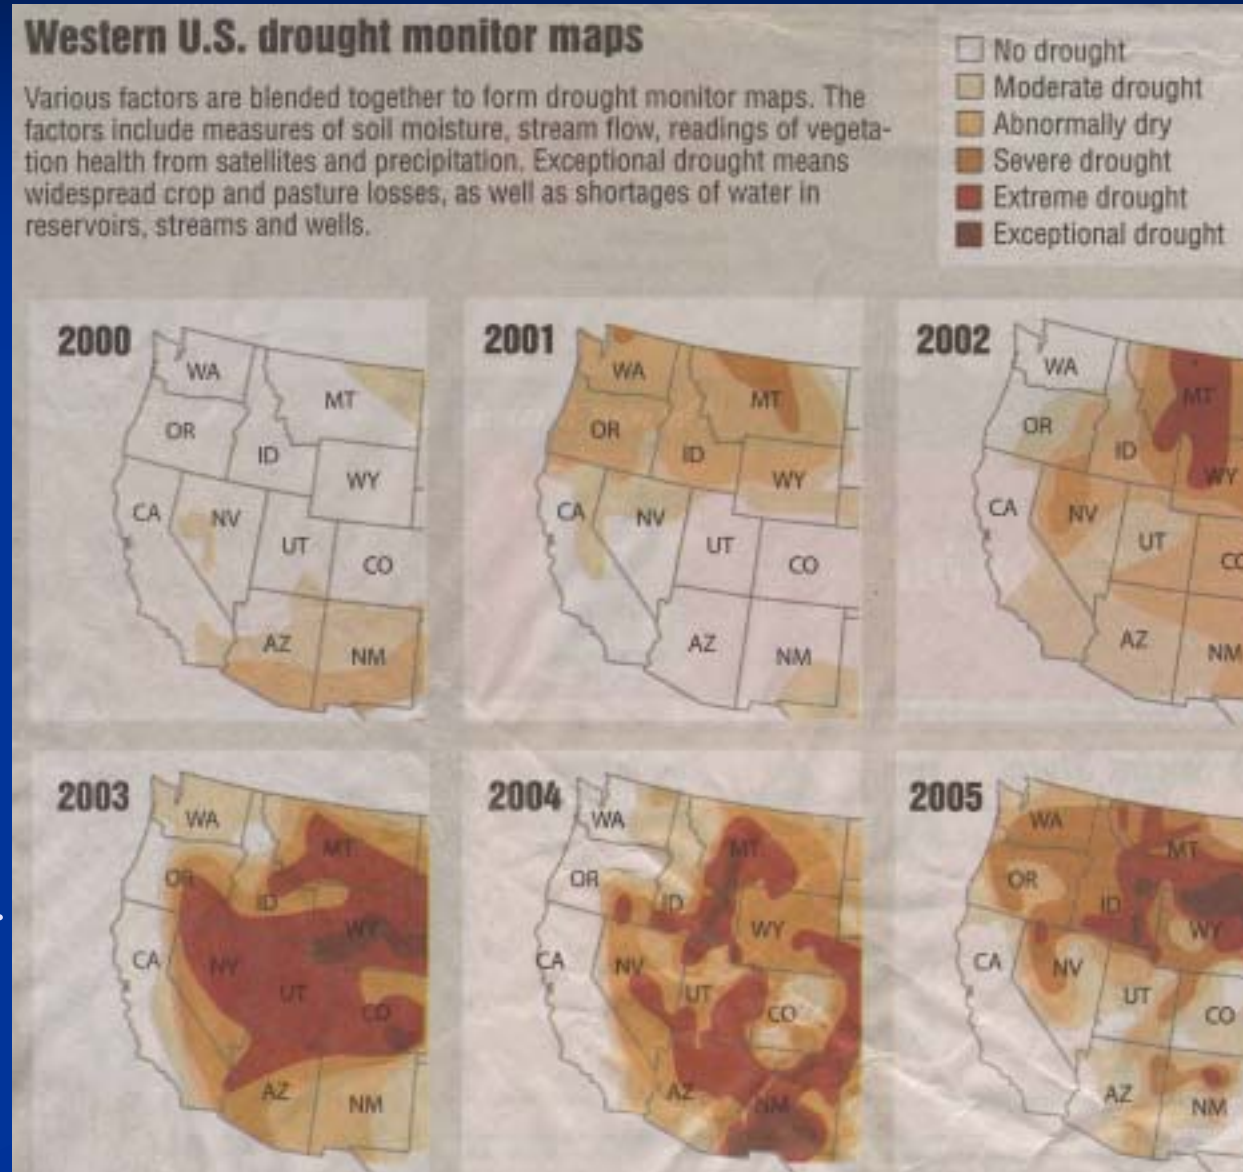 Western U.S. drought monitor maps
Various factors are blended together to form drought monitor maps. The
factors include measures of soil moisture, stream flow, readings of vegeta-
tion health from satellites and precipitation. Exceptional drought means
widespread crop and pasture losses, as well as shortages of water in
reservoirs, streams and wells.
No drought
Moderate drought
Abnormally dry
Severe drought
Extreme drought
Exceptional drought
2000
WA
MT
OR
ID
WY
CA
NV
UT
CO
AZ
NM
2001
WA
MT
OR
ID
WY
CA
NV
UT
CO
AZ
NM
2002
WA
MT
OR
ID
WY
CA
NV
UT
CO
AZ
NM
2003
WA
MT
OR
ID
WY
CA
NV
UT
CO
AZ
NM
2004
WA
MT
OR
ID
WY
CA
NV
UT
CO
AZ
NM
2005
WA
MT
OR
ID
WY
CA
NV
UT
CO
AZ
NM